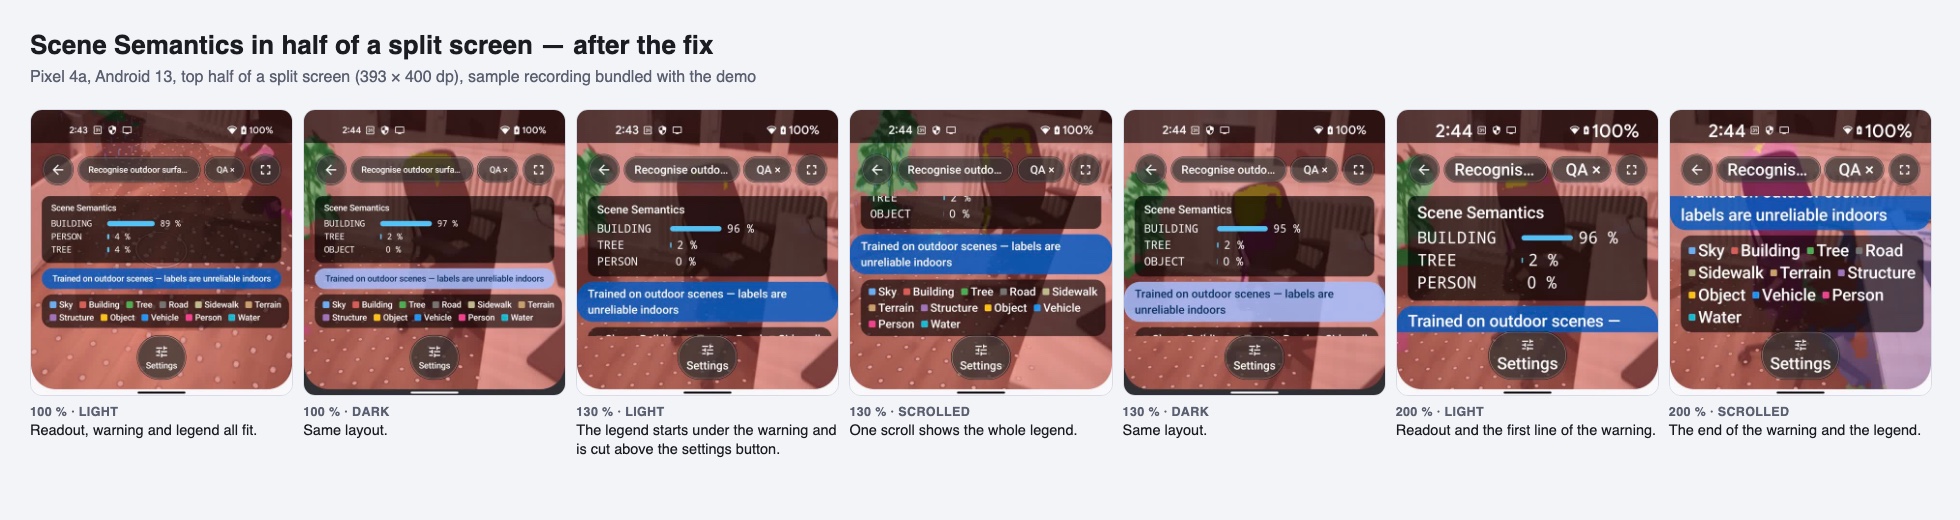 Scene Semantics in half of a split screen — after the fix
Pixel 4a, Android 13, top half of a split screen (393 × 400 dp), sample recording bundled with the demo
2:43 100%
Recognise outdoor surfa... QA ×
Scene Semantics
BUILDING 89 %
PERSON 4 %
TREE 4 %
Trained on outdoor scenes — labels are unreliable indoors
Sky Building Tree Road Sidewalk Terrain
Structure Object Vehicle Person Water
Settings
100 % · LIGHT
Readout, warning and legend all fit.
2:44 100%
Recognise outdoor surfa... QA ×
Scene Semantics
BUILDING 97 %
TREE 2 %
OBJECT 0 %
Trained on outdoor scenes — labels are unreliable indoors
Sky Building Tree Road Sidewalk Terrain
Structure Object Vehicle Person Water
Settings
100 % · DARK
Same layout.
2:43 100%
Recognise outdo... QA ×
Scene Semantics
BUILDING 96 %
TREE 2 %
PERSON 0 %
Trained on outdoor scenes — labels are
unreliable indoors
Settings
130 % · LIGHT
The legend starts under the warning and
is cut above the settings button.
2:44 100%
Recognise outdo... QA ×
TREE 2 %
OBJECT 0 %
Trained on outdoor scenes — labels are
unreliable indoors
Sky Building Tree Road Sidewalk
Terrain Structure Object Vehicle
Person Water
Settings
130 % · SCROLLED
One scroll shows the whole legend.
2:44 100%
Recognise outdo... QA ×
Scene Semantics
BUILDING 95 %
TREE 2 %
OBJECT 0 %
Trained on outdoor scenes — labels are
unreliable indoors
Settings
130 % · DARK
Same layout.
2:44 100%
Recognis... QA ×
Scene Semantics
BUILDING 96 %
TREE 2 %
PERSON 0 %
Trained on outdoor scenes —
Settings
200 % · LIGHT
Readout and the first line of the warning.
2:44 100%
Recognis... QA ×
labels are unreliable indoors
Sky Building Tree Road
Sidewalk Terrain Structure
Object Vehicle Person
Water
Settings
200 % · SCROLLED
The end of the warning and the legend.